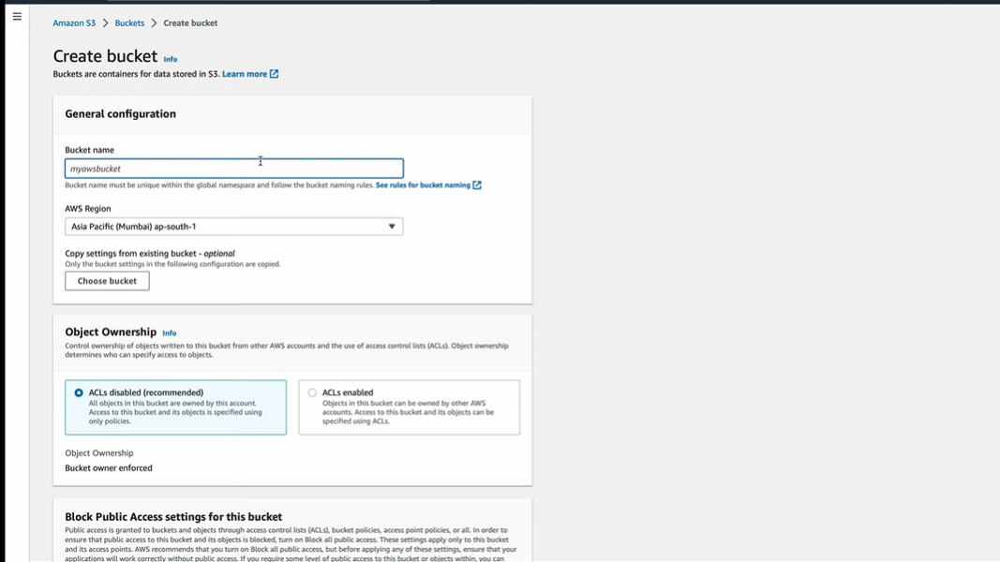 Amazon S3 > Buckets > Create bucket
Create bucket Info
Buckets are containers for data stored in S3. Learn more
General configuration
Bucket name
myawsbucket
Bucket name must be unique within the global namespace and follow the bucket naming rules. See rules for bucket naming
AWS Region
Asia Pacific (Mumbai) ap-south-1
Copy settings from existing bucket - optional
Only the bucket settings in the following configuration are copied.
Choose bucket
Object Ownership Info
Control ownership of objects written to this bucket from other AWS accounts and the use of access control lists (ACLs). Object ownership
determines who can specify access to objects.
ACLs disabled (recommended)
All objects in this bucket are owned by this account.
Access to this bucket and its objects is specified using
only policies.
ACLs enabled
Objects in this bucket can be owned by other AWS
accounts. Access to this bucket and its objects can be
specified using ACLs.
Object Ownership
Bucket owner enforced
Block Public Access settings for this bucket
Public access is granted to buckets and objects through access control lists (ACLs), bucket policies, access point policies, or all. In order to
ensure that public access to this bucket and its objects is blocked, turn on Block all public access. These settings apply only to this bucket
and its access points. AWS recommends that you turn on Block all public access, but before applying any of these settings, ensure that your
applications will work correctly without public access. If you require some level of public access to this bucket or objects within, you can